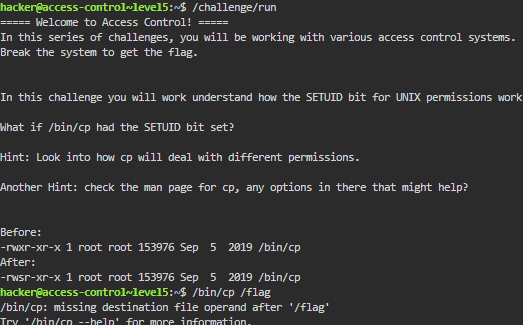 hacker@access-control~level5:~$ /challenge/run
===== Welcome to Access Control! =====
In this series of challenges, you will be working with various access control systems.
Break the system to get the flag.
In this challenge you will work understand how the SETUID bit for UNIX permissions work
What if /bin/cp had the SETUID bit set?
Hint: Look into how cp will deal with different permissions.
Another Hint: check the man page for cp, any options in there that might help?
Before:
-rwxr-xr-x 1 root root 153976 Sep  5  2019 /bin/cp
After:
-rwsr-xr-x 1 root root 153976 Sep  5  2019 /bin/cp
hacker@access-control~level5:~$ /bin/cp /flag
/bin/cp: missing destination file operand after '/flag'
Try '/bin/cp --help' for more information.